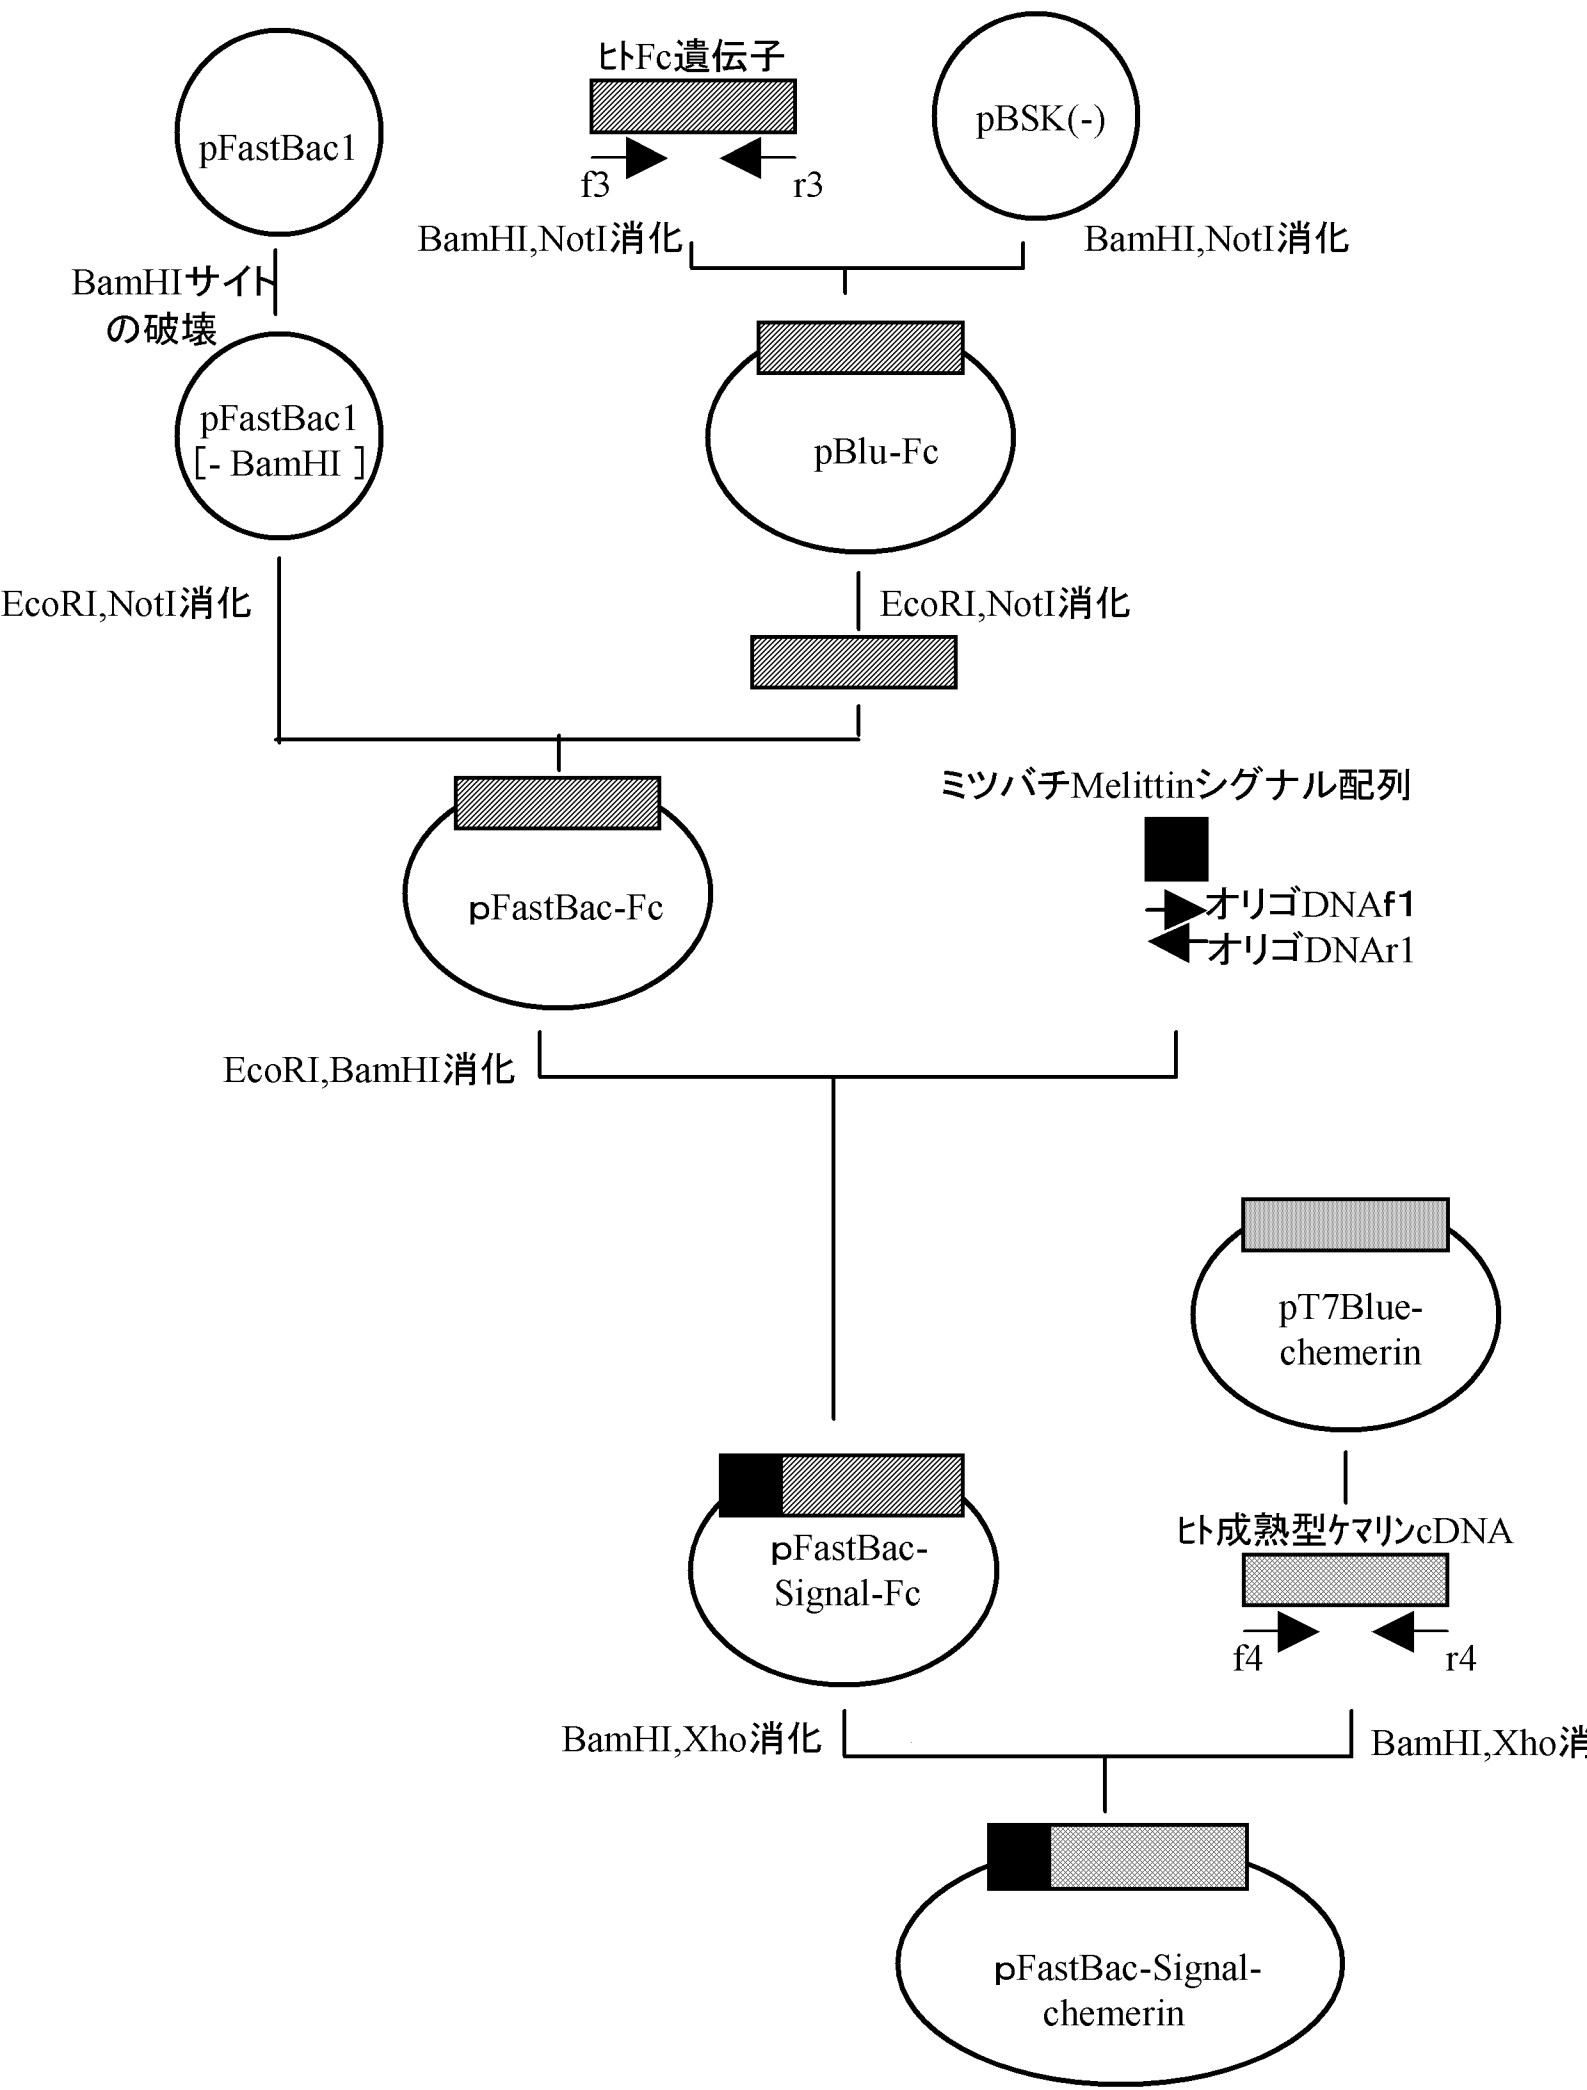 ﾋﾄFc遺伝子
pFastBac1
pBSK(-)
f3
r3
BamHI,NotI消化
BamHI,NotI消化
BamHIサイト
の破壊
pFastBac1
[- BamHI ]
pBlu-Fc
EcoRI,NotI消化
EcoRI,NotI消化
ミツバチMelittinシグナル配列
pFastBac-Fc
オリゴDNAf1
オリゴDNAr1
EcoRI,BamHI消化
pT7Blue-
chemerin
pFastBac-
Signal-Fc
ﾋﾄ成熟型ｹﾏﾘﾝcDNA
f4
r4
BamHI,Xho消化
BamHI,Xho消
pFastBac-Signal-
chemerin